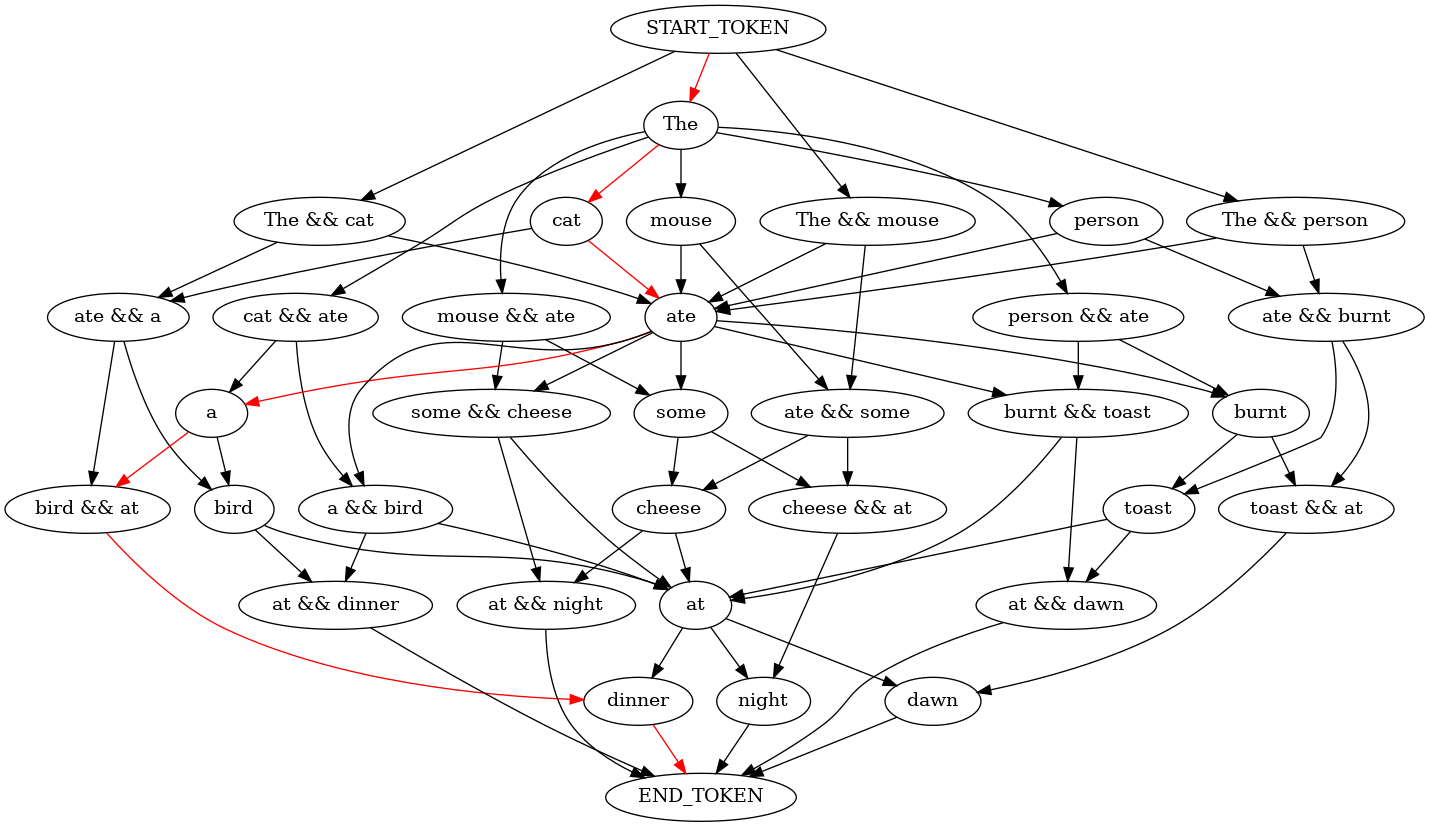 START_TOKEN
The
The && cat
cat
mouse
The && mouse
person
The && person
ate && a
cat && ate
mouse && ate
ate
person && ate
ate && burnt
a
some && cheese
some
ate && some
burnt && toast
burnt
bird && at
bird
a && bird
cheese
cheese && at
toast
toast && at
at && dinner
at && night
at
at && dawn
dinner
night
dawn
END_TOKEN